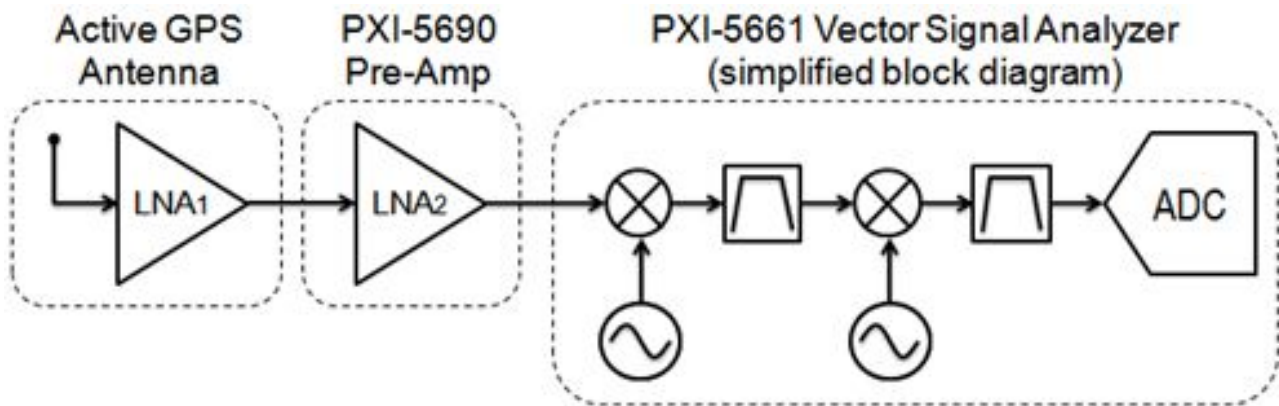 Active GPS
Antenna
PXI-5690
Pre-Amp
PXI-5661 Vector Signal Analyzer
(simplified block diagram)
LNA1
LNA2
ADC